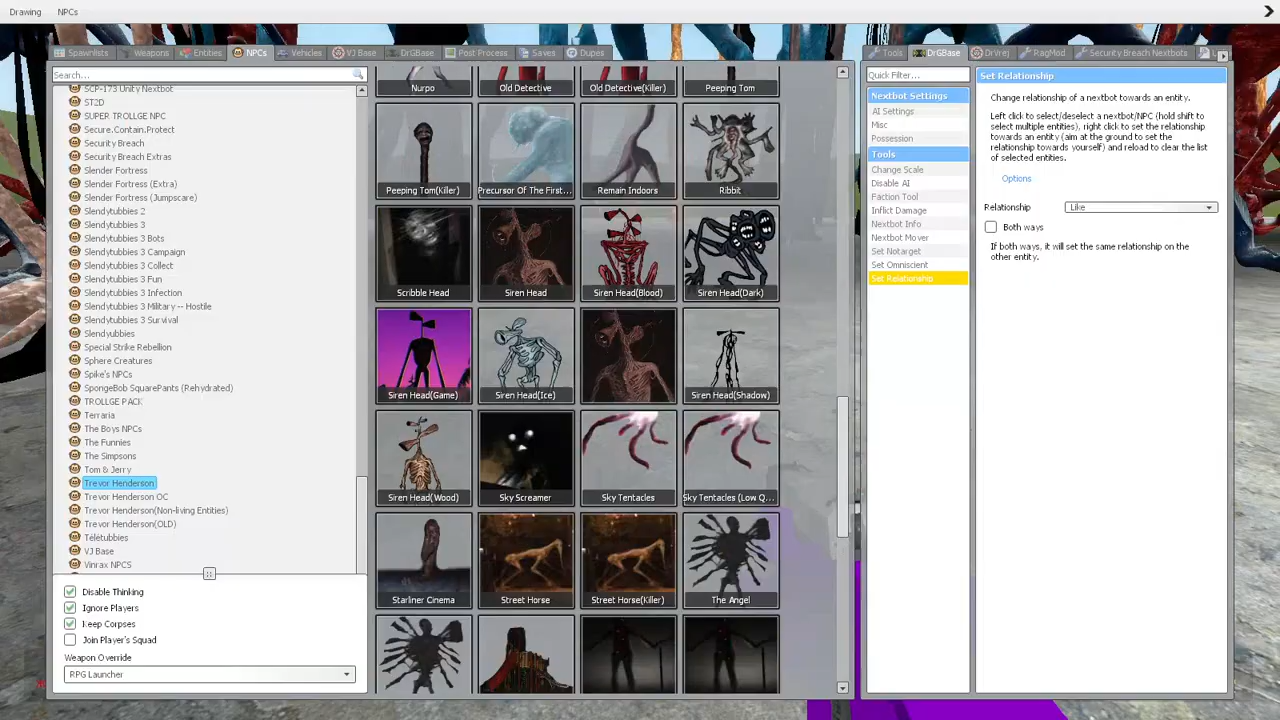 Drawing NPCs
Spawnlists Weapons Entities NPCs Vehicles VJ Base DrGBase Post Process Saves Dupes
Search...
SCP-173 Unity Nextbot
ST2D
SUPER TROLLGE NPC
Secure.Contain.Protect
Security Breach
Security Breach Extras
Slender Fortress
Slender Fortress (Extra)
Slender Fortress (Jumpscare)
Slendytubbies 2
Slendytubbies 3
Slendytubbies 3 Bots
Slendytubbies 3 Campaign
Slendytubbies 3 Collect
Slendytubbies 3 Fun
Slendytubbies 3 Infection
Slendytubbies 3 Military -- Hostile
Slendytubbies 3 Survival
Slendyubbies
Special Strike Rebellion
Sphere Creatures
Spike's NPCs
SpongeBob SquarePants (Rehydrated)
TROLLGE PACK
Terraria
The Boys NPCs
The Funnies
The Simpsons
Tom & Jerry
Trevor Henderson
Trevor Henderson OC
Trevor Henderson(Non-living Entities)
Trevor Henderson(OLD)
Teletubbies
VJ Base
Vinrax NPCS
Disable Thinking
Ignore Players
Keep Corpses
Join Player's Squad
Weapon Override
RPG Launcher
Nurpo Old Detective Old Detective(Killer) Peeping Tom
Peeping Tom(Killer) Precursor Of The First... Remain Indoors Ribbit
Scribble Head Siren Head Siren Head(Blood) Siren Head(Dark)
Siren Head(Game) Siren Head(Ice) Siren Head(Shadow)
Siren Head(Wood) Sky Screamer Sky Tentacles Sky Tentacles (Low Q...
Starliner Cinema Street Horse Street Horse(Killer) The Angel
Tools DrGBase DrVrej RagMod Security Breach Nextbots
Quick Filter...
Nextbot Settings
AI Settings
Misc
Possession
Tools
Change Scale
Disable AI
Faction Tool
Inflict Damage
Nextbot Info
Nextbot Mover
Set Notarget
Set Omniscient
Set Relationship
Set Relationship
Change relationship of a nextbot towards an entity.
Left click to select/deselect a nextbot/NPC (hold shift to
select multiple entities), right click to set the relationship
towards an entity (aim at the ground to set the
relationship towards yourself) and reload to clear the list
of selected entities.
Options
Relationship Like
Both ways
If both ways, it will set the same relationship on the
other entity.